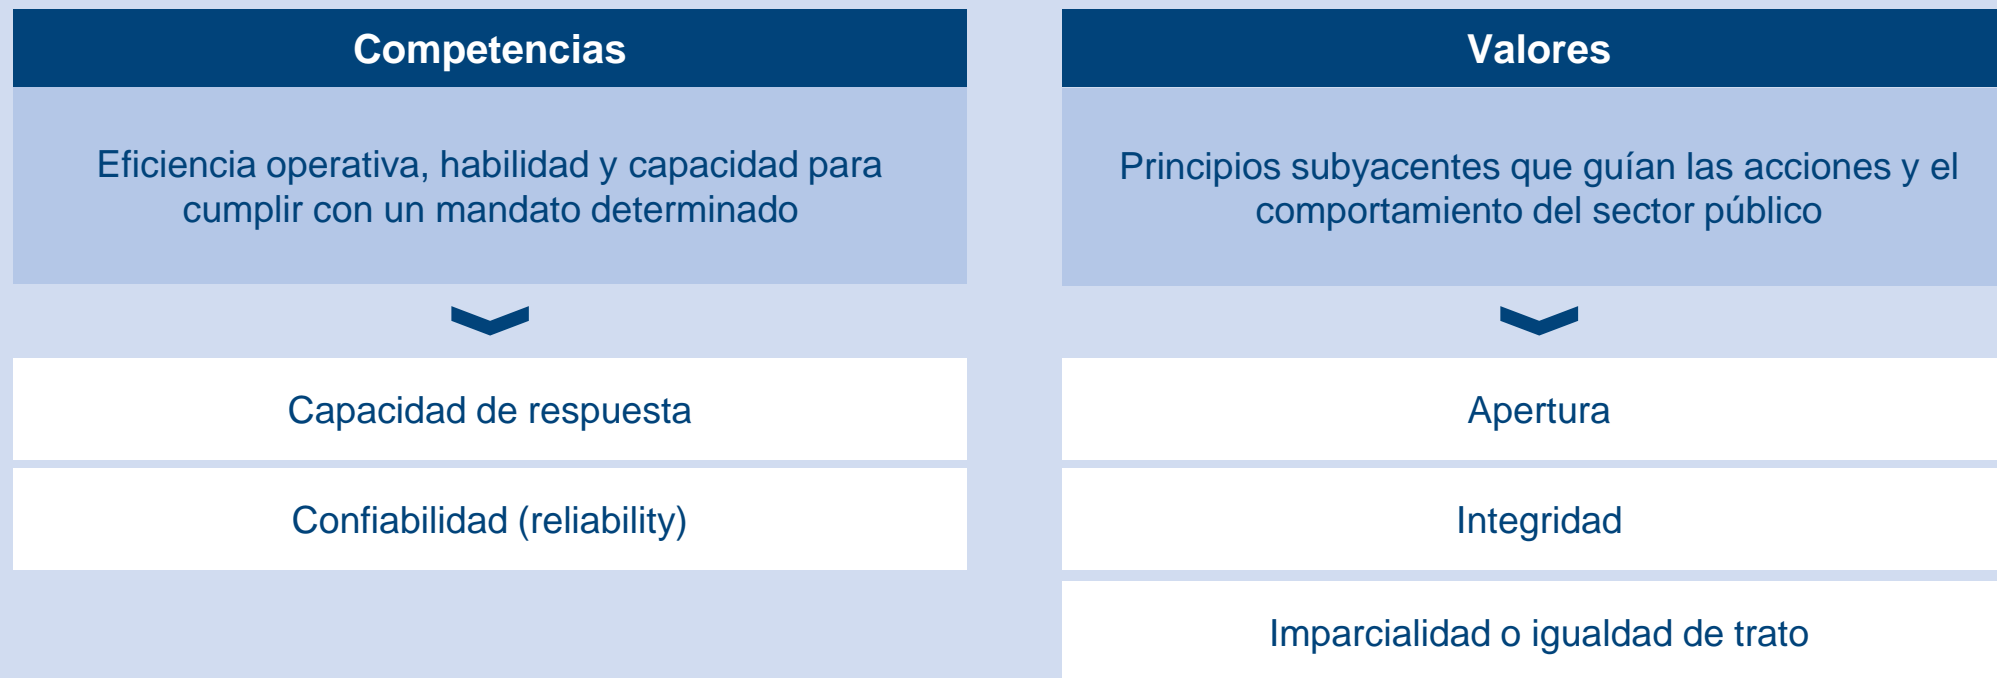 Competencias
Eficiencia operativa, habilidad y capacidad para
cumplir con un mandato determinado
Capacidad de respuesta
Confiabilidad (reliability)
Valores
Principios subyacentes que guían las acciones y el
comportamiento del sector público
Apertura
Integridad
Imparcialidad o igualdad de trato